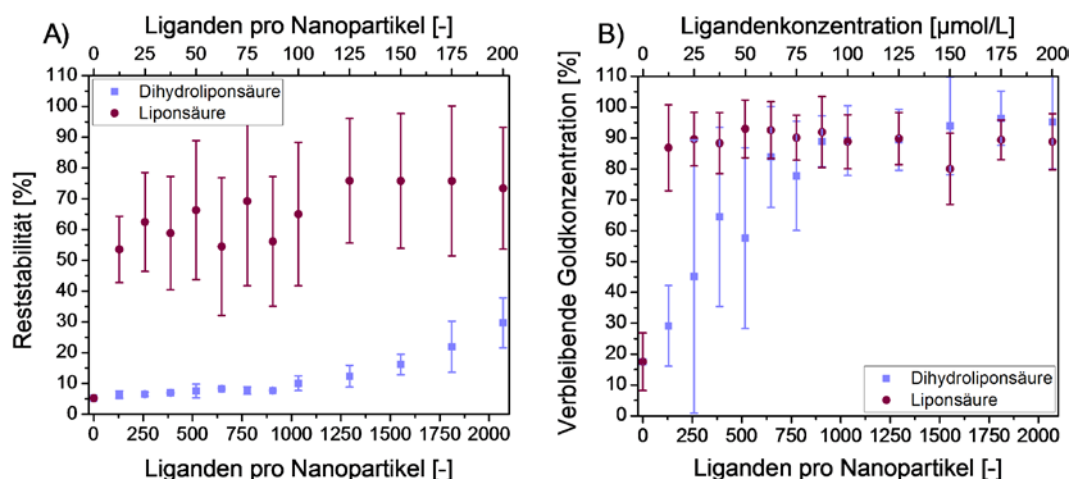 A)
Liganden pro Nanopartikel [-]
0 25 50 75 100 125 150 175 200
Reststabilität [%]
110
100
90
80
70
60
50
40
30
20
10
0
Dihydroliponsäure
Liponsäure
0 250 500 750 1000 1250 1500 1750 2000
Liganden pro Nanopartikel [-]
B)
Ligandenkonzentration [µmol/L]
0 25 50 75 100 125 150 175 200
Verbleibende Goldkonzentration [%]
110
100
90
80
70
60
50
40
30
20
10
0
Dihydroliponsäure
Liponsäure
0 250 500 750 1000 1250 1500 1750 2000
Liganden pro Nanopartikel [-]